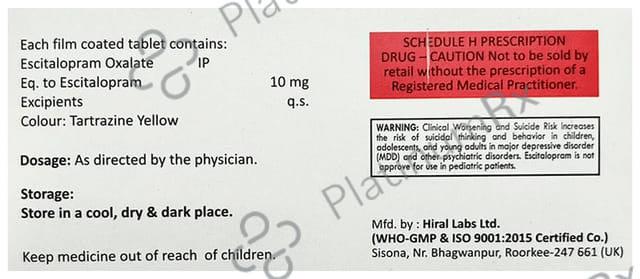 Each film coated tablet contains:
Escitalopram Oxalate IP
Eq. to Escitalopram 10 mg
Excipients q.s.
Colour: Tartrazine Yellow
Dosage: As directed by the physician.
Storage:
Store in a cool, dry & dark place.
Keep medicine out of reach of children.
SCHEDULE H PRESCRIPTION
DRUG – CAUTION Not to be sold by
retail without the prescription of a
Registered Medical Practitioner.
WARNING: Clinical Worsening and Suicide Risk Increases
the risk of suicidal thinking and behavior in children,
adolescents, and young adults in major depressive disorder
(MDD) and other psychiatric disorders. Escitalopram is not
approve for use in pediatric patients.
Mfd. by : Hiral Labs Ltd.
(WHO-GMP & ISO 9001:2015 Certified Co.)
Sisona, Nr. Bhagwanpur, Roorkee-247 661 (UK)
PlatinumRx